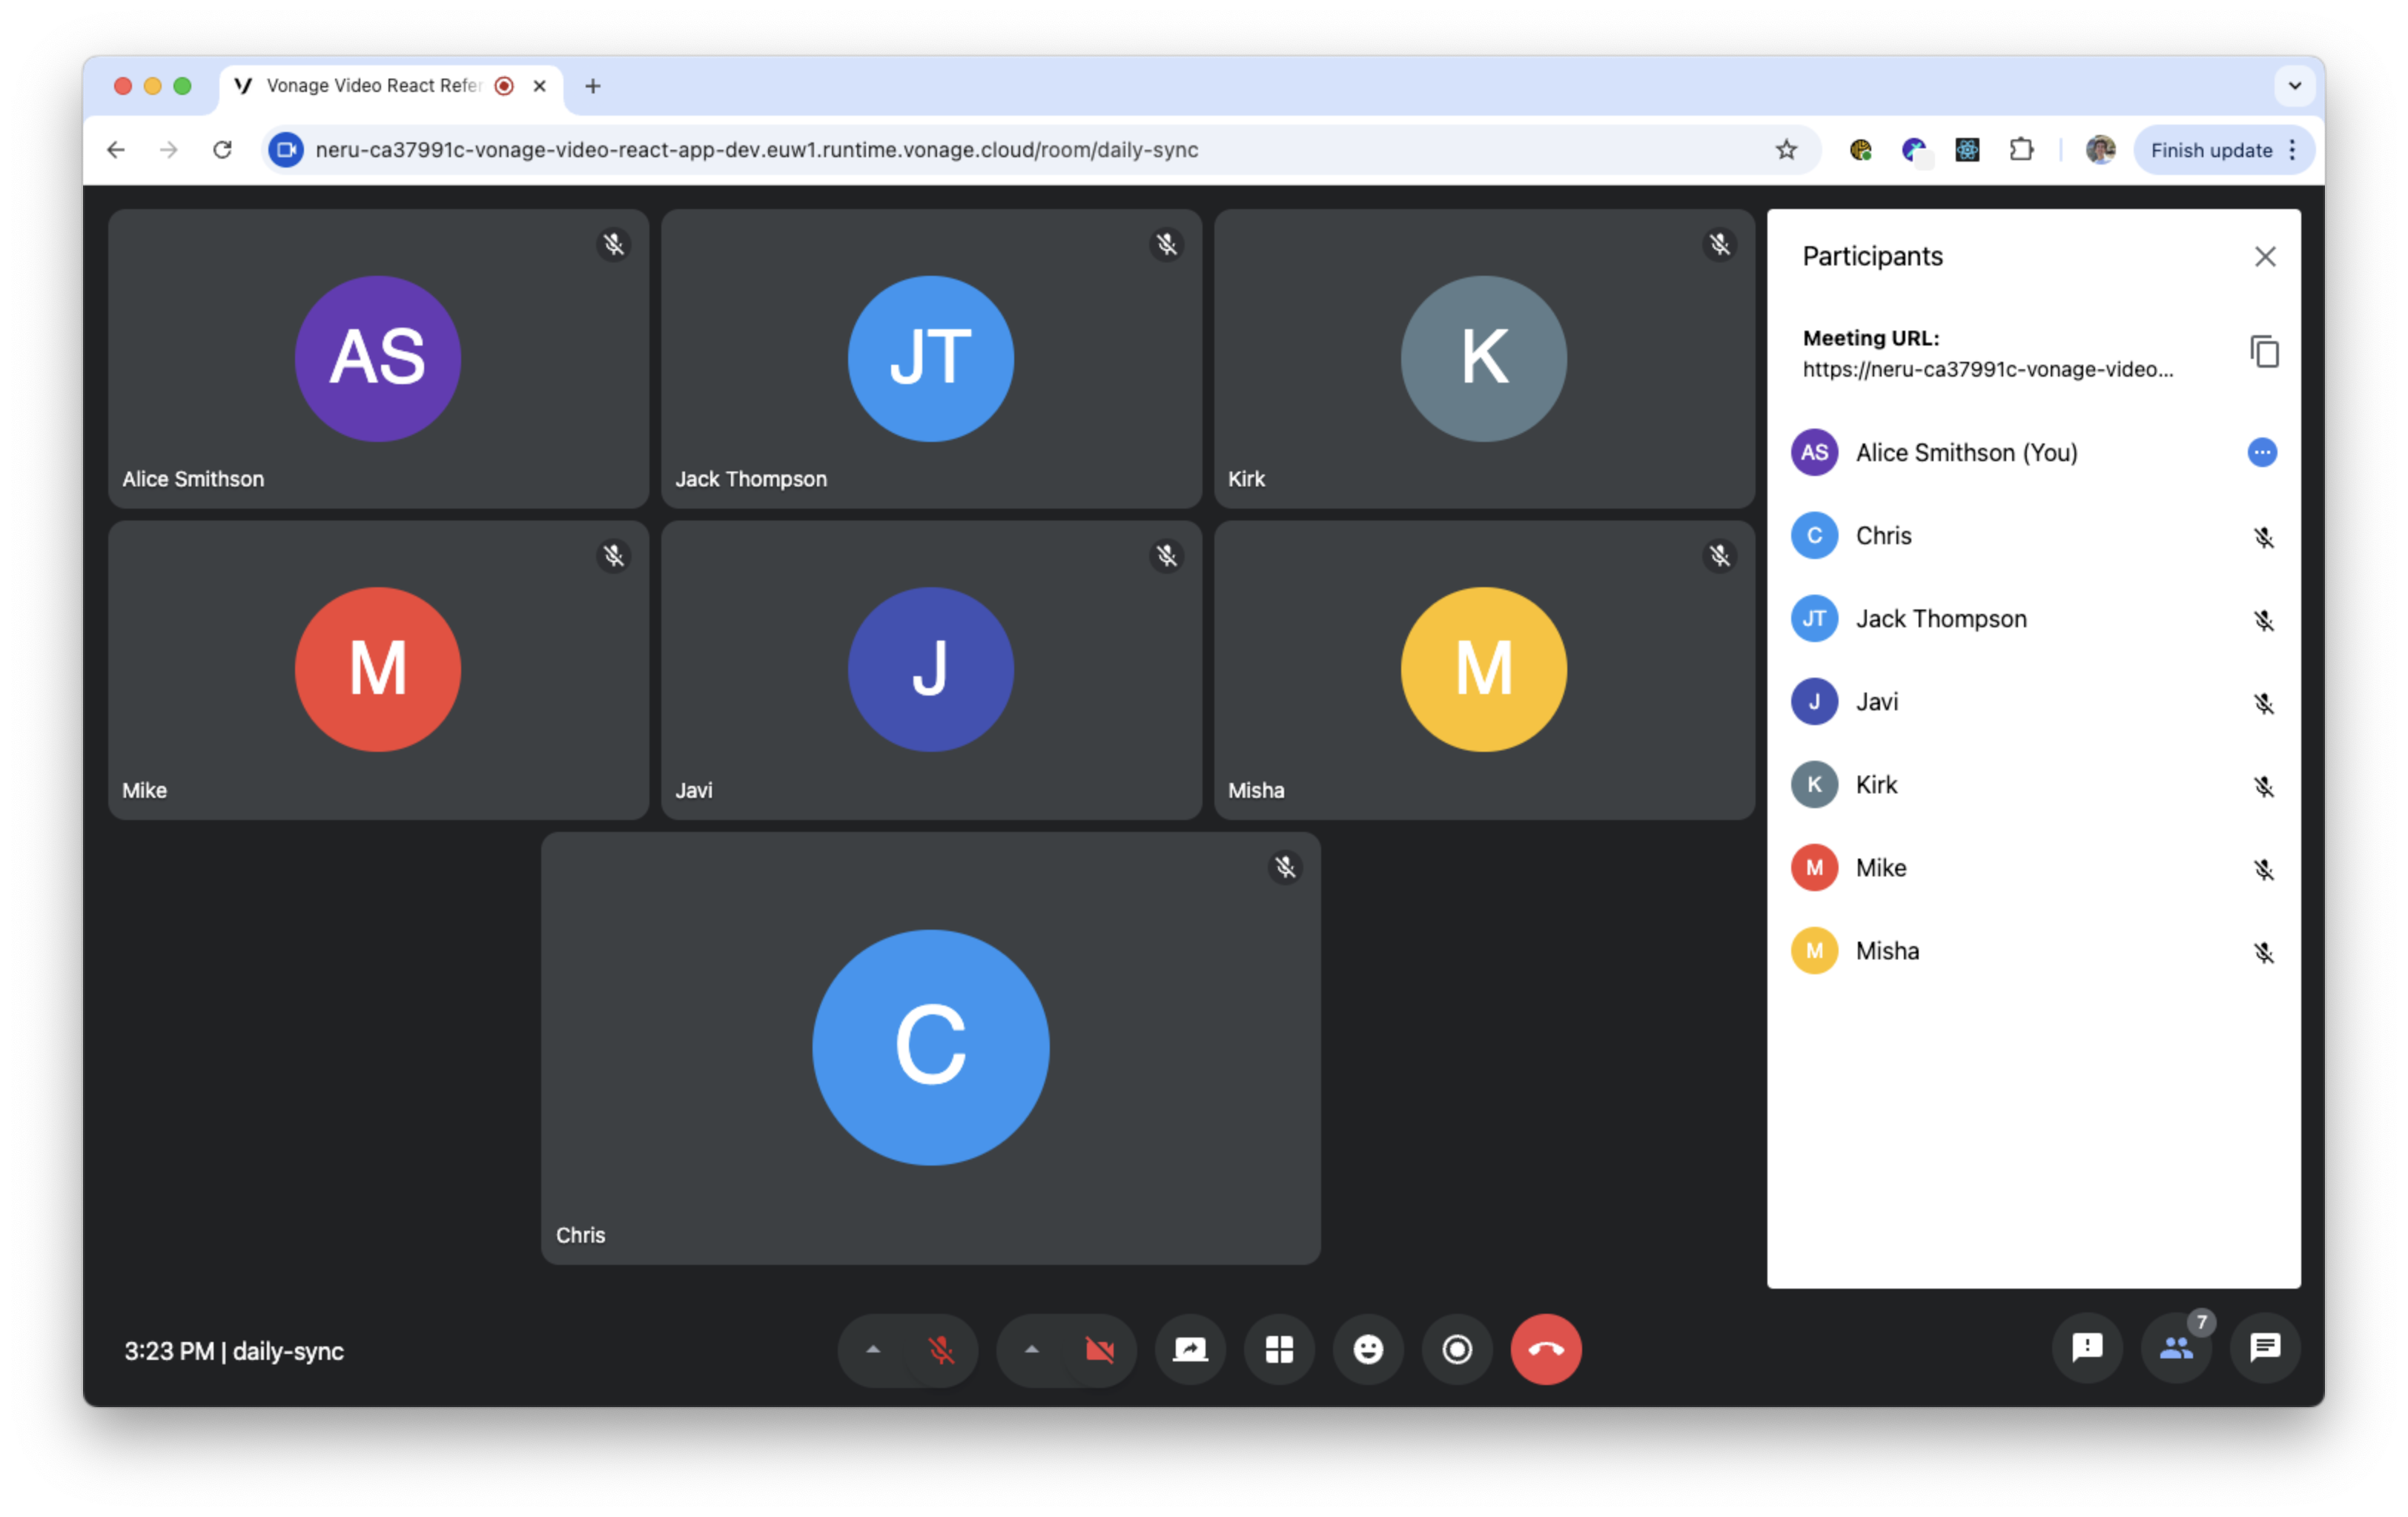 Vonage Video React Refer
neru-ca37991c-vonage-video-react-app-dev.euw1.runtime.vonage.cloud/room/daily-sync
Finish update
AS
Alice Smithson
JT
Jack Thompson
K
Kirk
M
Mike
J
Javi
M
Misha
C
Chris
Participants
Meeting URL:
https://neru-ca37991c-vonage-video...
AS Alice Smithson (You)
C Chris
JT Jack Thompson
J Javi
K Kirk
M Mike
M Misha
3:23 PM | daily-sync
7